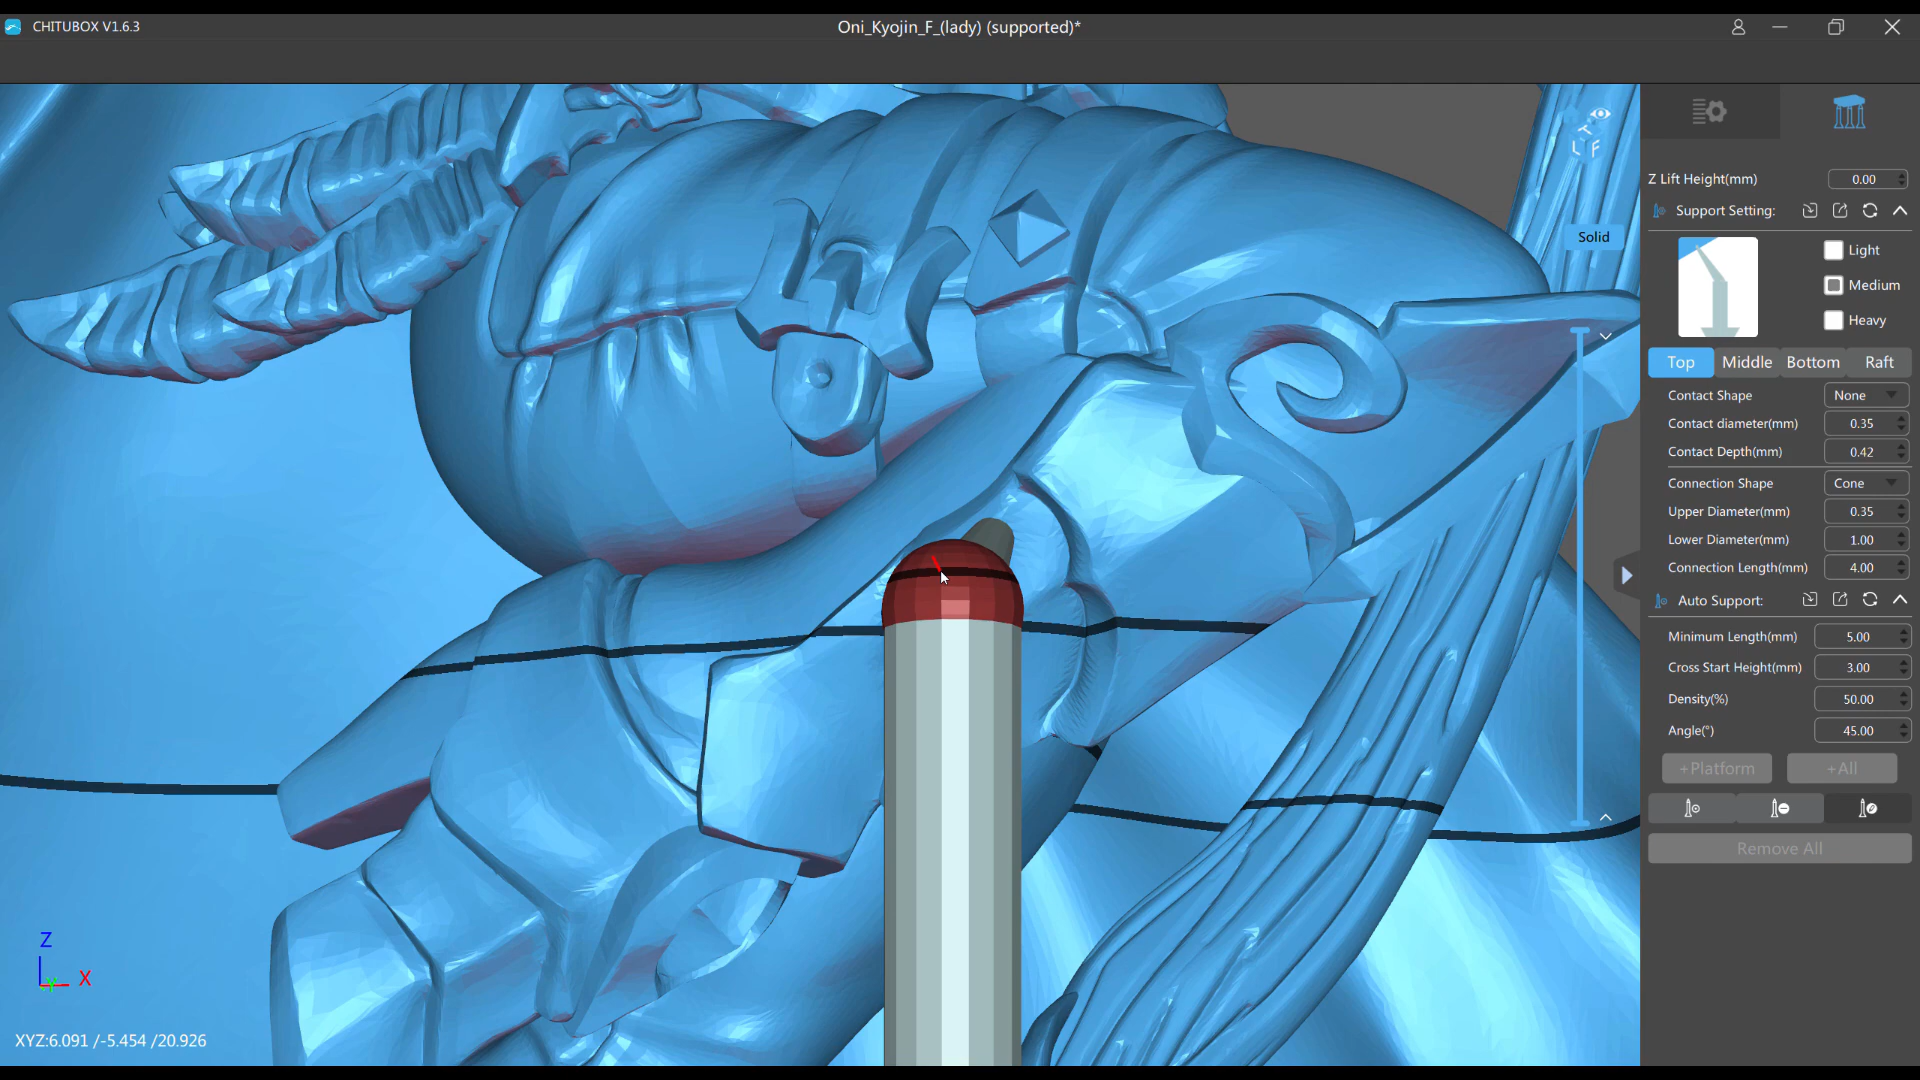 CHITUBOX V1.6.3
Oni_Kyojin_F_(lady) (supported)*
T
L F
Solid
Z
Y X
XYZ:6.091 /-5.454 /20.926
Z Lift Height(mm) 0.00
Support Setting:
Light
Medium
Heavy
Top Middle Bottom Raft
Contact Shape None
Contact diameter(mm) 0.35
Contact Depth(mm) 0.42
Connection Shape Cone
Upper Diameter(mm) 0.35
Lower Diameter(mm) 1.00
Connection Length(mm) 4.00
Auto Support:
Minimum Length(mm) 5.00
Cross Start Height(mm) 3.00
Density(%) 50.00
Angle(°) 45.00
+Platform +All
Remove All